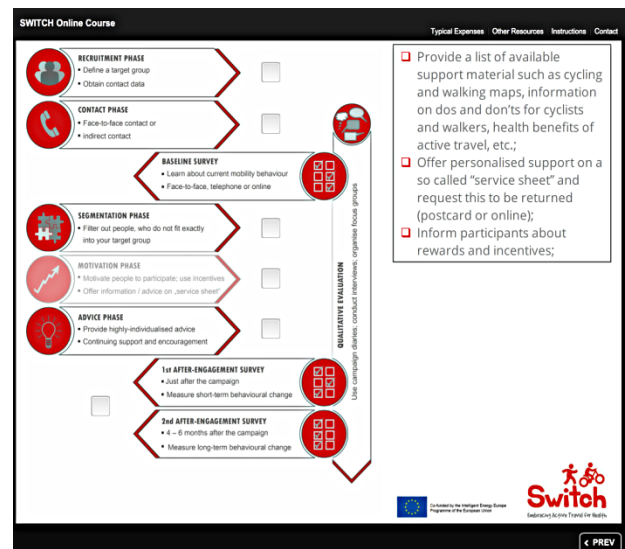 SWITCH Online Course
Typical Expenses Other Resources Instructions Contact
RECRUITMENT PHASE
• Define a target group
• Obtain contact data
CONTACT PHASE
• Face-to-face contact or
• indirect contact
BASELINE SURVEY
• Learn about current mobility behaviour
• Face-to-face, telephone or online
SEGMENTATION PHASE
• Filter out people, who do not fit exactly
into your target group
MOTIVATION PHASE
• Motivate people to participate; use incentives
• Offer information / advice on „service sheet"
ADVICE PHASE
• Provide highly-individualised advice
• Continuing support and encouragement
1st AFTER-ENGAGEMENT SURVEY
• Just after the campaign
• Measure short-term behavioural change
2nd AFTER-ENGAGEMENT SURVEY
• 4 – 6 months after the campaign
• Measure long-term behavioural change
QUALITATIVE EVALUATION
Use campaign diaries; conduct interviews; organise focus groups
Provide a list of available
support material such as cycling
and walking maps, information
on dos and don'ts for cyclists
and walkers, health benefits of
active travel, etc.;
Offer personalised support on a
so called “service sheet” and
request this to be returned
(postcard or online);
Inform participants about
rewards and incentives;
Co-funded by the Intelligent Energy Europe
Programme of the European Union
Switch
Embracing Active Travel for Health
< PREV